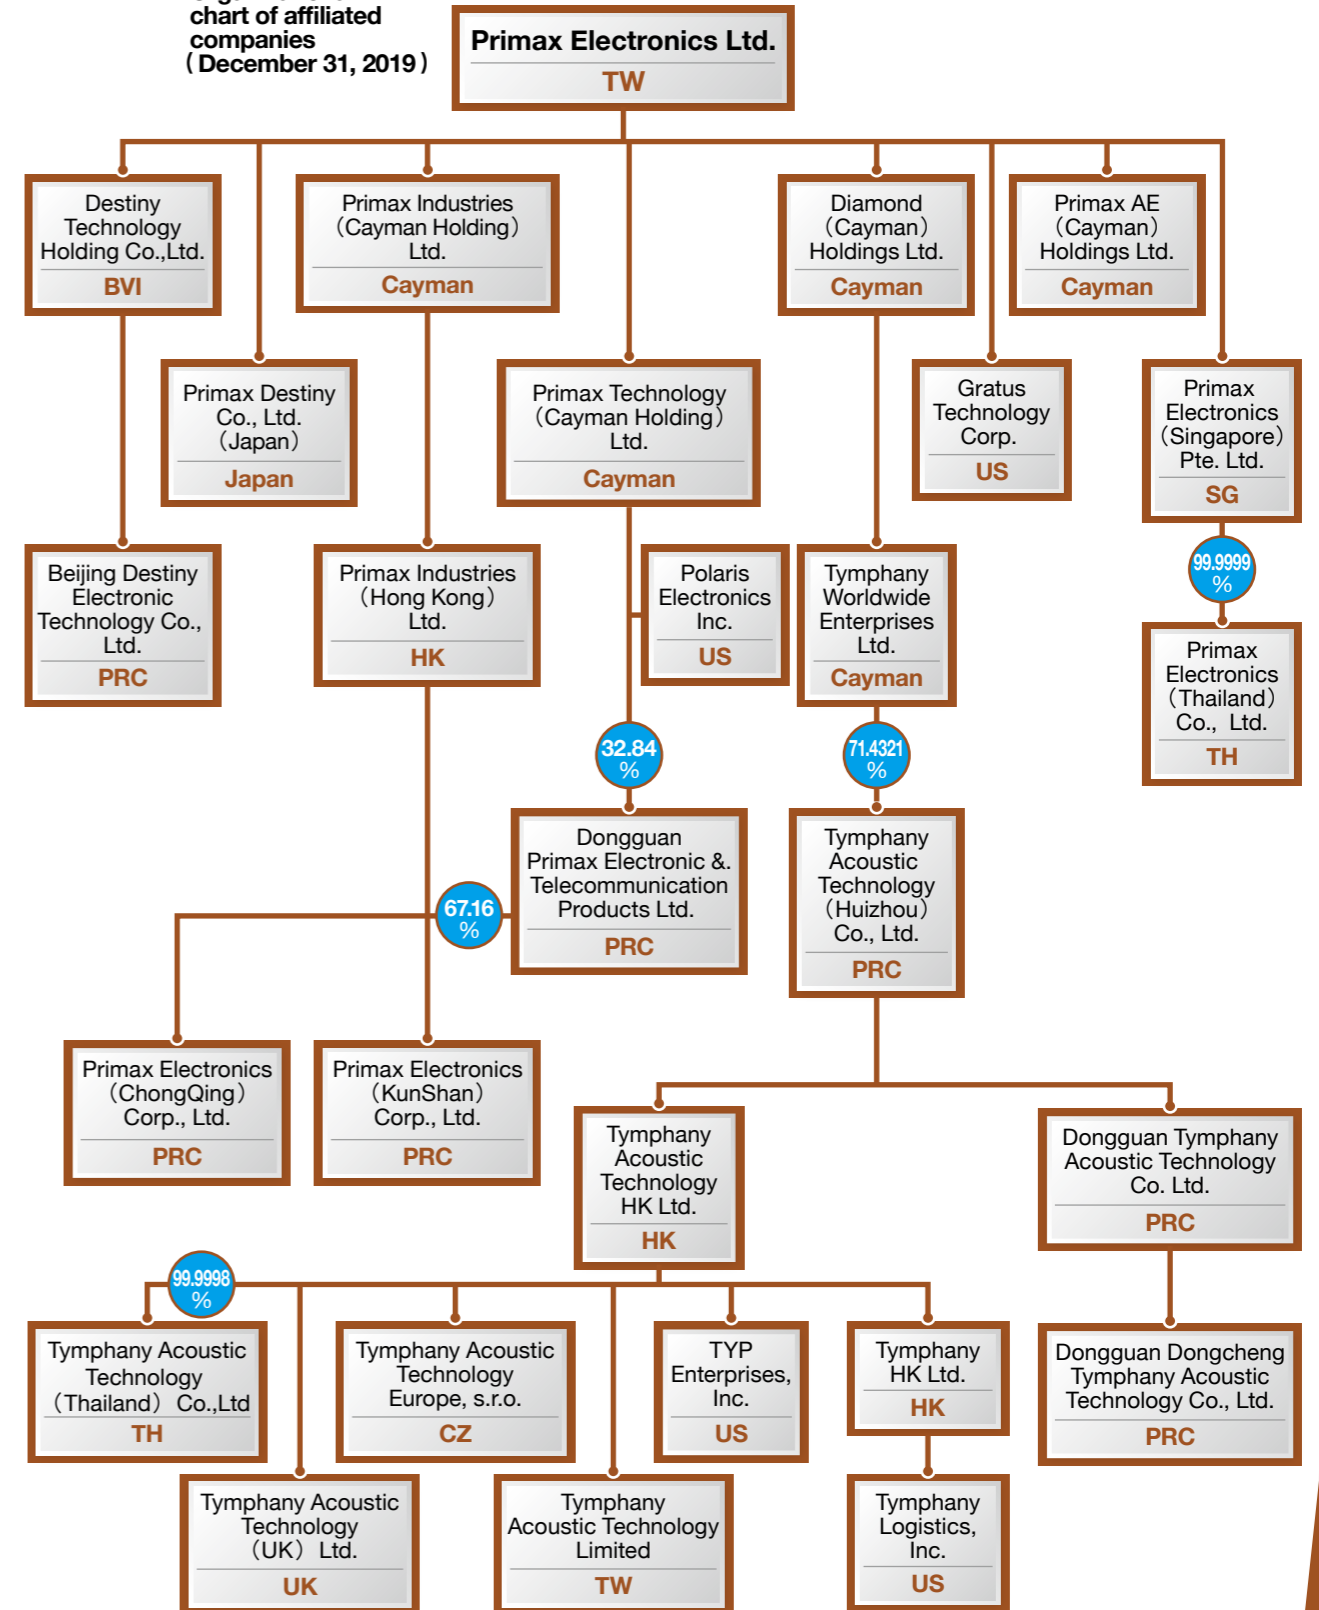 chart of affiliated
companies
（December 31, 2019）
Primax Electronics Ltd.
TW
Destiny
Technology
Holding Co.,Ltd.
BVI
Primax Industries
（Cayman Holding）
Ltd.
Cayman
Diamond
（Cayman）
Holdings Ltd.
Cayman
Primax AE
（Cayman）
Holdings Ltd.
Cayman
Primax Destiny
Co., Ltd.
（Japan）
Japan
Primax Technology
（Cayman Holding）
Ltd.
Cayman
Gratus
Technology
Corp.
US
Primax
Electronics
（Singapore）
Pte. Ltd.
SG
99.9999
%
Beijing Destiny
Electronic
Technology Co.,
Ltd.
PRC
Primax Industries
（Hong Kong）
Ltd.
HK
Polaris
Electronics
Inc.
US
Tymphany
Worldwide
Enterprises
Ltd.
Cayman
Primax
Electronics
（Thailand）
Co., Ltd.
TH
32.84
%
71.4321
%
Dongguan
Primax Electronic &.
Telecommunication
Products Ltd.
PRC
67.16
%
Tymphany
Acoustic
Technology
（Huizhou）
Co., Ltd.
PRC
Primax Electronics
（ChongQing）
Corp., Ltd.
PRC
Primax Electronics
（KunShan）
Corp., Ltd.
PRC
Tymphany
Acoustic
Technology
HK Ltd.
HK
Dongguan Tymphany
Acoustic Technology
Co. Ltd.
PRC
99.9998
%
Tymphany Acoustic
Technology
（Thailand）Co.,Ltd
TH
Tymphany Acoustic
Technology
Europe, s.r.o.
CZ
TYP
Enterprises,
Inc.
US
Tymphany
HK Ltd.
HK
Dongguan Dongcheng
Tymphany Acoustic
Technology Co., Ltd.
PRC
Tymphany Acoustic
Technology
（UK）Ltd.
UK
Tymphany
Acoustic Technology
Limited
TW
Tymphany
Logistics,
Inc.
US